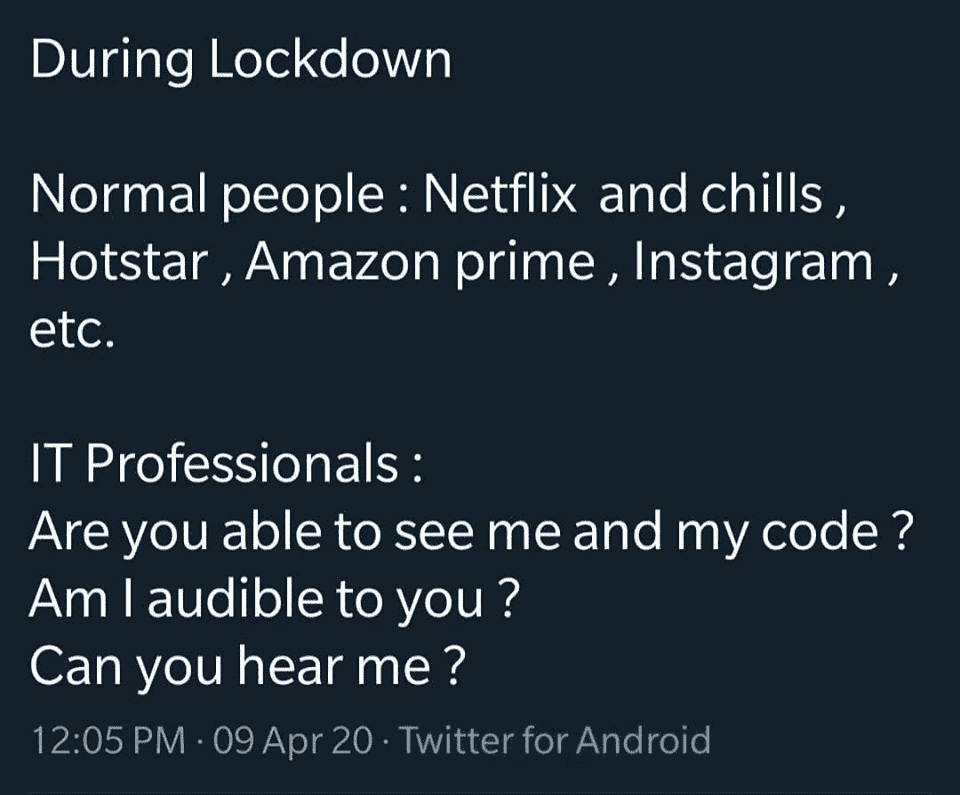 During Lockdown
Normal people : Netflix and chills ,
Hotstar , Amazon prime , Instagram ,
etc.
IT Professionals :
Are you able to see me and my code ?
Am I audible to you ?
Can you hear me ?
12:05 PM · 09 Apr 20 · Twitter for Android